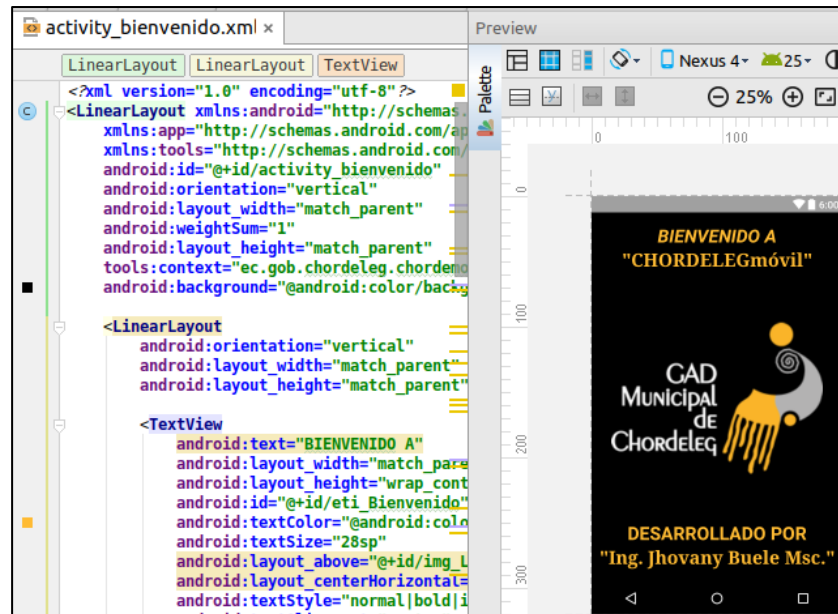 activity_bienvenido.xml ×
LinearLayout LinearLayout TextView
<?xml version="1.0" encoding="utf-8"?>
C
<LinearLayout xmlns:android="http://schemas.
xmlns:app="http://schemas.android.com/ap
xmlns:tools="http://schemas.android.com/
android:id="@+id/activity_bienvenido"
android:orientation="vertical"
android:layout_width="match_parent"
android:weightSum="1"
android:layout_height="match_parent"
tools:context="ec.gob.chordeleg.chordemo
android:background="@android:color/backg
<LinearLayout
android:orientation="vertical"
android:layout_width="match_parent"
android:layout_height="match_parent"
<TextView
android:text="BIENVENIDO A"
android:layout_width="match_pare
android:layout_height="wrap_cont
android:id="@+id/eti_Bienvenido"
android:textColor="@android:colo
android:textSize="28sp"
android:layout_above="@+id/img_L
android:layout_centerHorizontal=
android:textStyle="normal|bold|i
Preview
Palette
Nexus 4 25
25%
0 100
0
100
200
300
6:00
BIENVENIDO A
"CHORDELEGmóvil"
GAD
Municipal
de
Chordeleg
DESARROLLADO POR
"Ing. Jhovany Buele Msc."